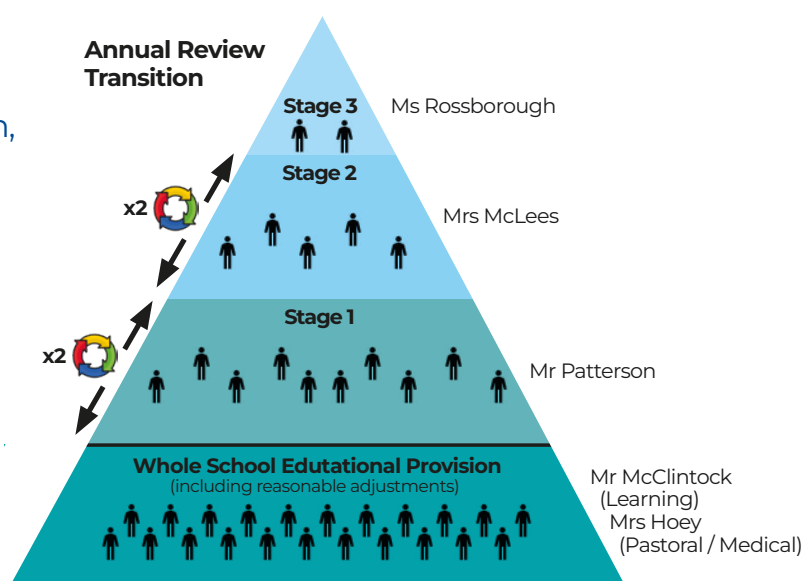 Annual Review
Transition
n,
Stage 3
Ms Rossborough
Stage 2
x2
Mrs McLees
Stage 1
x2
Mr Patterson
Whole School Edutational Provision
(including reasonable adjustments)
Mr McClintock
(Learning)
Mrs Hoey
(Pastoral / Medical)